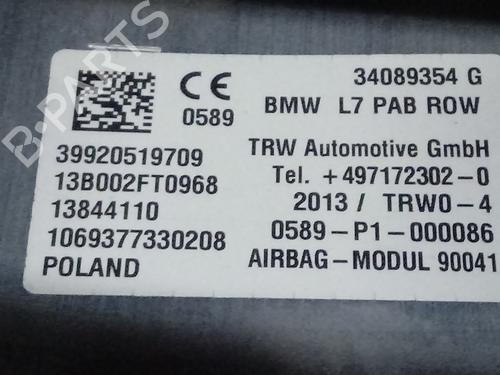 34089354 G
CE
0589
BMW L7 PAB ROW
39920519709
TRW Automotive GmbH
13B002FT0968
Tel. +497172302-0
13844110
2013/ TRW0-4
1069377330208
0589-P1-000086
POLAND
AIRBAG-MODUL 90041
B-PARTS